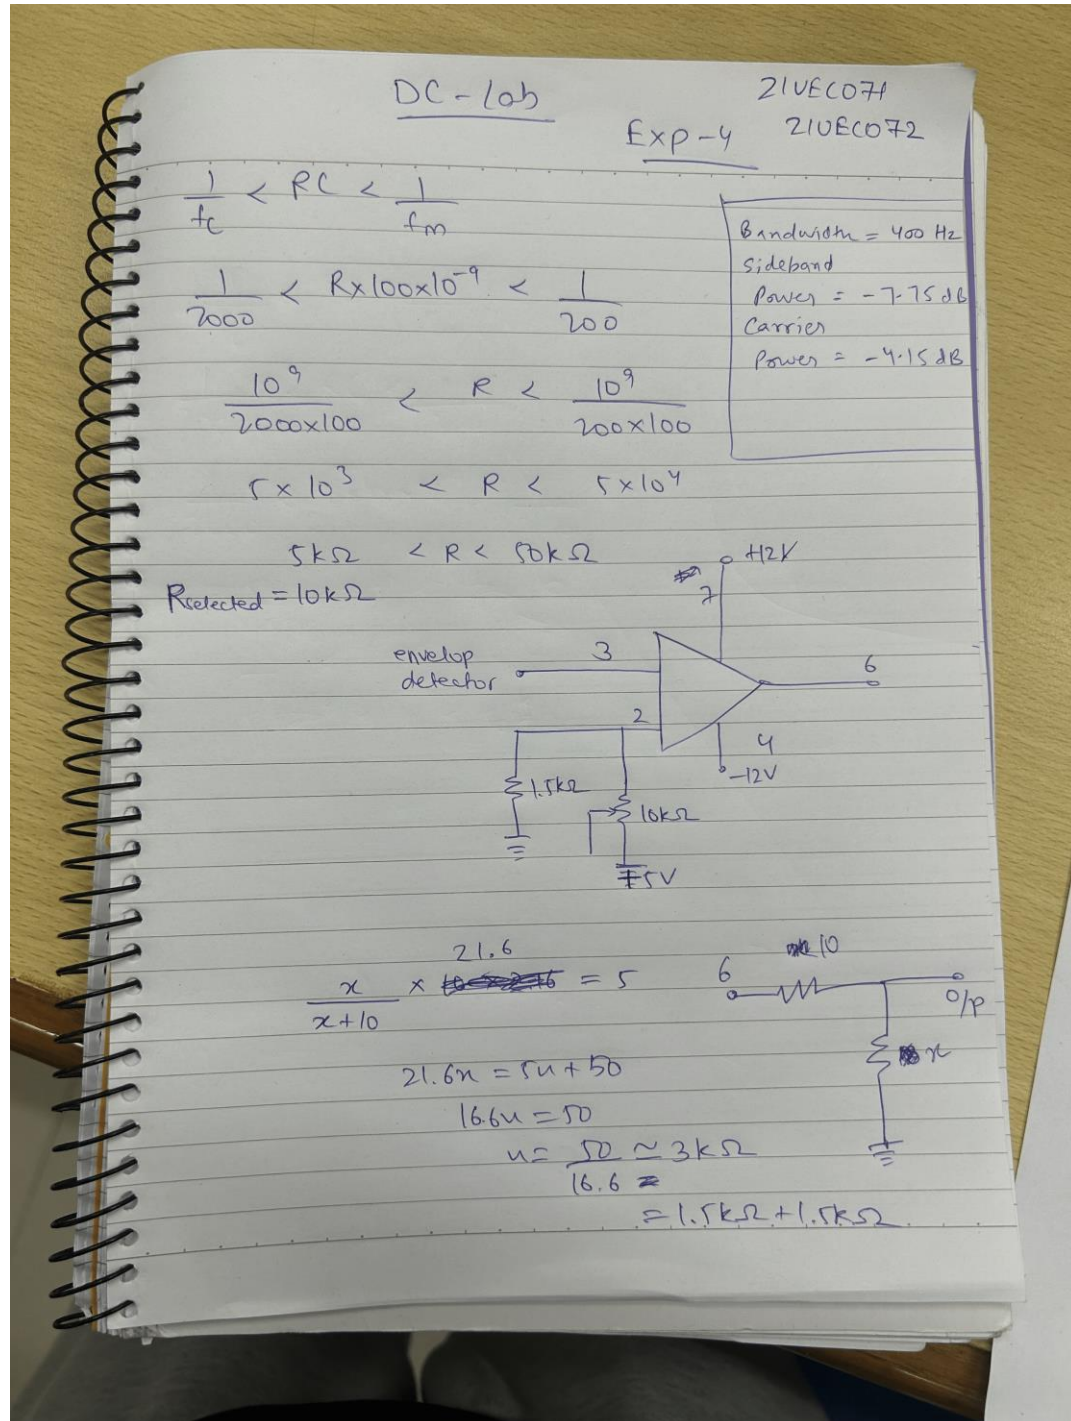 DC-lab
21UEC071
21UEC072
Exp-4
1/fc < RC < 1/fm
1/2000 < R×100×10⁻⁹ < 1/200
10⁹/2000×100 < R < 10⁹/200×100
5×10³ < R < 5×10⁴
5kΩ < R < 50kΩ
Rselected = 10kΩ
Bandwidth = 400 Hz
Sideband
Power = -7.75 dB
Carrier
Power = -4.15 dB
+12V
7
envelop
detector
3
6
2
4
-12V
1.5kΩ
10kΩ
5V
21.6
x/x+10 × = 5
21.6x = 5x+50
16.6x = 50
x = 50/16.6 ≃ 3kΩ
= 1.5kΩ+1.5kΩ
6
10
O/p
x